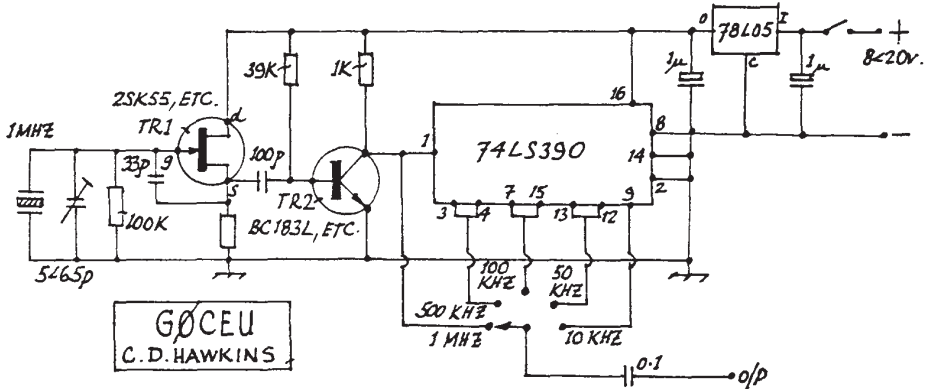 O 78L05 I
C
+
8<20v.
1μ
1μ
39K
1K
2SK55, ETC.
TR1
d
g
s
1MHZ
33p
100p
100K
5<65p
TR2
BC183L, ETC.
16
1
74LS390
8
14
2
3 4 7 15 13 12 9
100 KHZ
50 KHZ
500 KHZ
1 MHZ
10 KHZ
0.1
O/P
GØCEU
C.D. HAWKINS